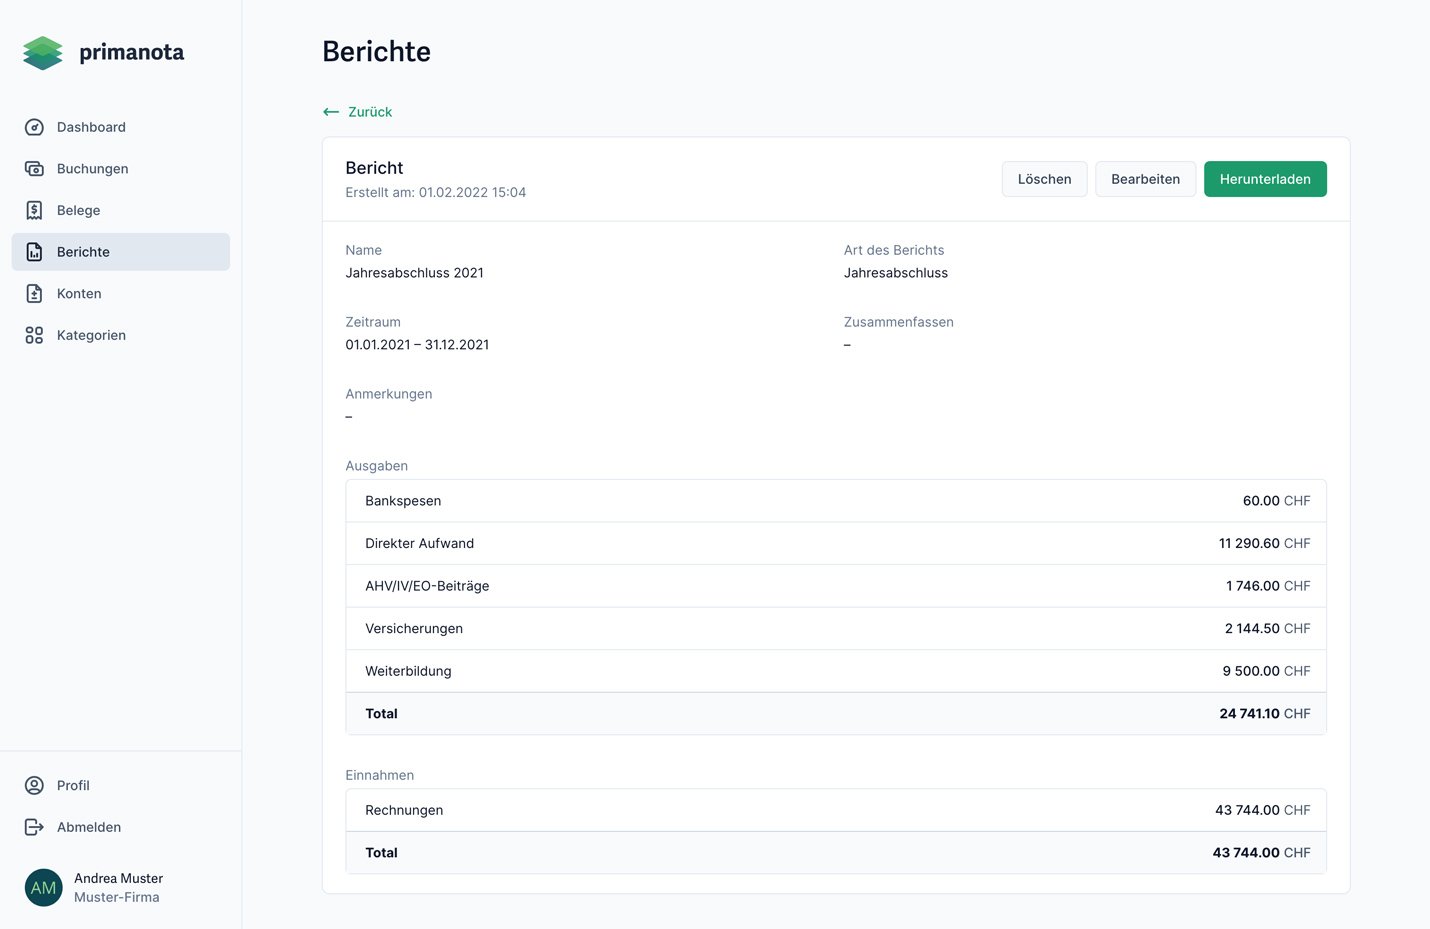 primanota
Dashboard
Buchungen
Belege
Berichte
Konten
Kategorien
Profil
Abmelden
AM
Andrea Muster
Muster-Firma
Berichte
← Zurück
Bericht
Erstellt am: 01.02.2022 15:04
Löschen
Bearbeiten
Herunterladen
Name
Jahresabschluss 2021
Art des Berichts
Jahresabschluss
Zeitraum
01.01.2021 – 31.12.2021
Zusammenfassen
–
Anmerkungen
–
Ausgaben
Bankspesen 60.00 CHF
Direkter Aufwand 11 290.60 CHF
AHV/IV/EO-Beiträge 1 746.00 CHF
Versicherungen 2 144.50 CHF
Weiterbildung 9 500.00 CHF
Total 24 741.10 CHF
Einnahmen
Rechnungen 43 744.00 CHF
Total 43 744.00 CHF